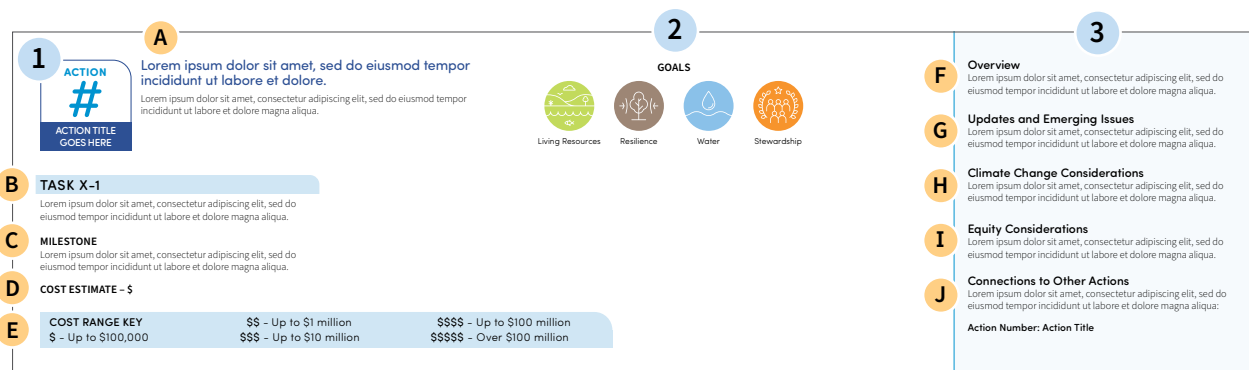 1
ACTION
#
ACTION TITLE
GOES HERE
A
Lorem ipsum dolor sit amet, sed do eiusmod tempor
incididunt ut labore et dolore.
Lorem ipsum dolor sit amet, consectetur adipiscing elit, sed do eiusmod tempor
incididunt ut labore et dolore magna aliqua.
B
TASK X-1
Lorem ipsum dolor sit amet, consectetur adipiscing elit, sed do
eiusmod tempor incididunt ut labore et dolore magna aliqua.
C
MILESTONE
Lorem ipsum dolor sit amet, consectetur adipiscing elit, sed do
eiusmod tempor incididunt ut labore et dolore magna aliqua.
D
COST ESTIMATE – $
E
COST RANGE KEY
$ - Up to $100,000
$$ - Up to $1 million
$$$ - Up to $10 million
$$$$ - Up to $100 million
$$$$$ - Over $100 million
2
GOALS
Living Resources
Resilience
Water
Stewardship
3
F
Overview
Lorem ipsum dolor sit amet, consectetur adipiscing elit, sed do
eiusmod tempor incididunt ut labore et dolore magna aliqua.
G
Updates and Emerging Issues
Lorem ipsum dolor sit amet, consectetur adipiscing elit, sed do
eiusmod tempor incididunt ut labore et dolore magna aliqua.
H
Climate Change Considerations
Lorem ipsum dolor sit amet, consectetur adipiscing elit, sed do
eiusmod tempor incididunt ut labore et dolore magna aliqua.
I
Equity Considerations
Lorem ipsum dolor sit amet, consectetur adipiscing elit, sed do
eiusmod tempor incididunt ut labore et dolore magna aliqua.
J
Connections to Other Actions
Lorem ipsum dolor sit amet, consectetur adipiscing elit, sed do
eiusmod tempor incididunt ut labore et dolore magna aliqua:
Action Number: Action Title